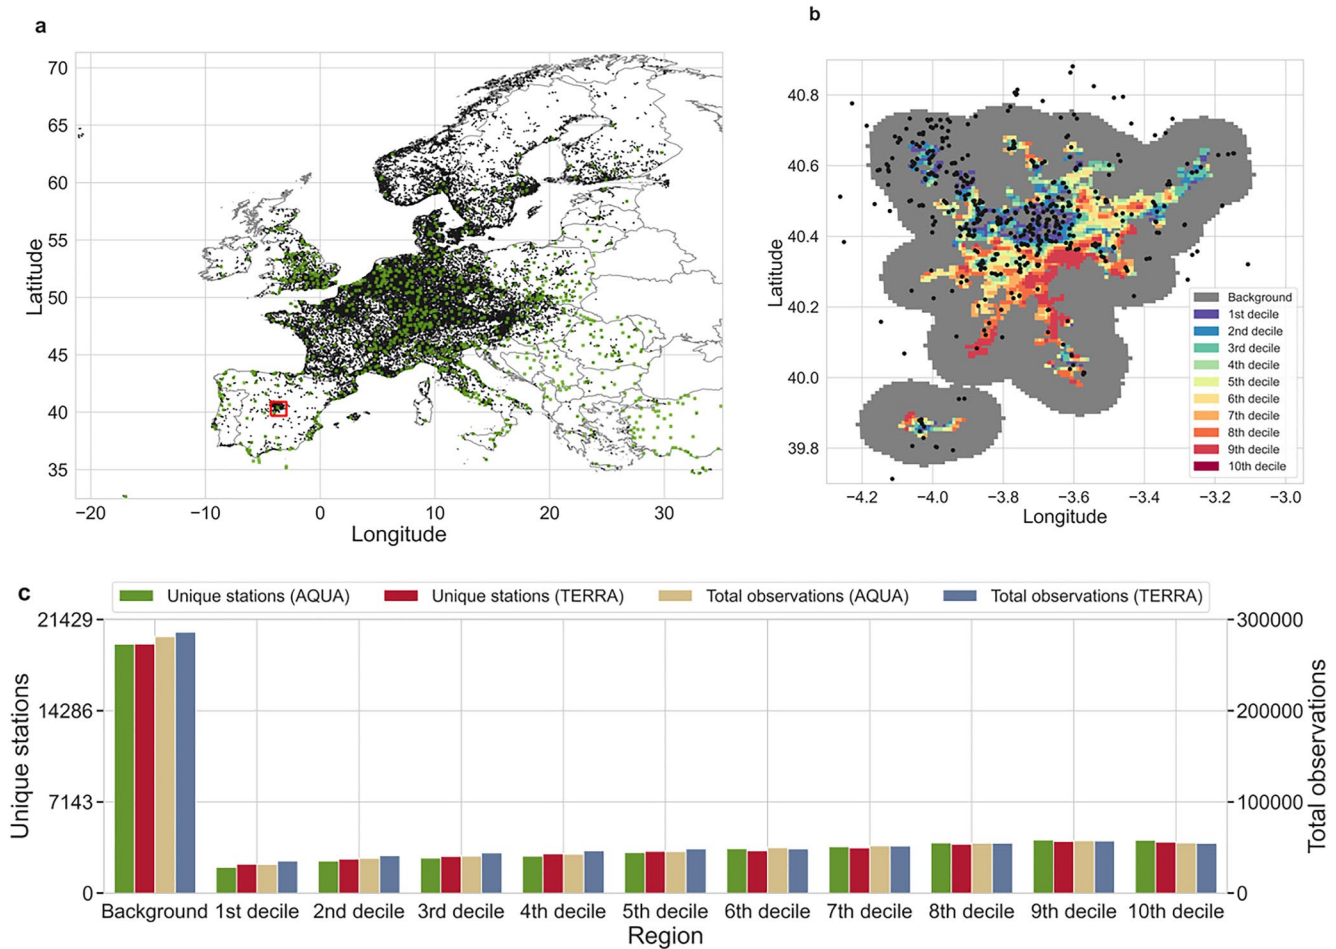 a
70
65
60
55
50
45
40
35
Latitude
−20
−10
0
10
20
30
Longitude
b
40.8
40.6
40.4
40.2
40.0
39.8
Latitude
−4.2
−4.0
−3.8
−3.6
−3.4
−3.2
−3.0
Longitude
Background
1st decile
2nd decile
3rd decile
4th decile
5th decile
6th decile
7th decile
8th decile
9th decile
10th decile
c
Unique stations (AQUA)
Unique stations (TERRA)
Total observations (AQUA)
Total observations (TERRA)
21429
14286
7143
0
Unique stations
300000
200000
100000
0
Total observations
Background
1st decile
2nd decile
3rd decile
4th decile
5th decile
6th decile
7th decile
8th decile
9th decile
10th decile
Region